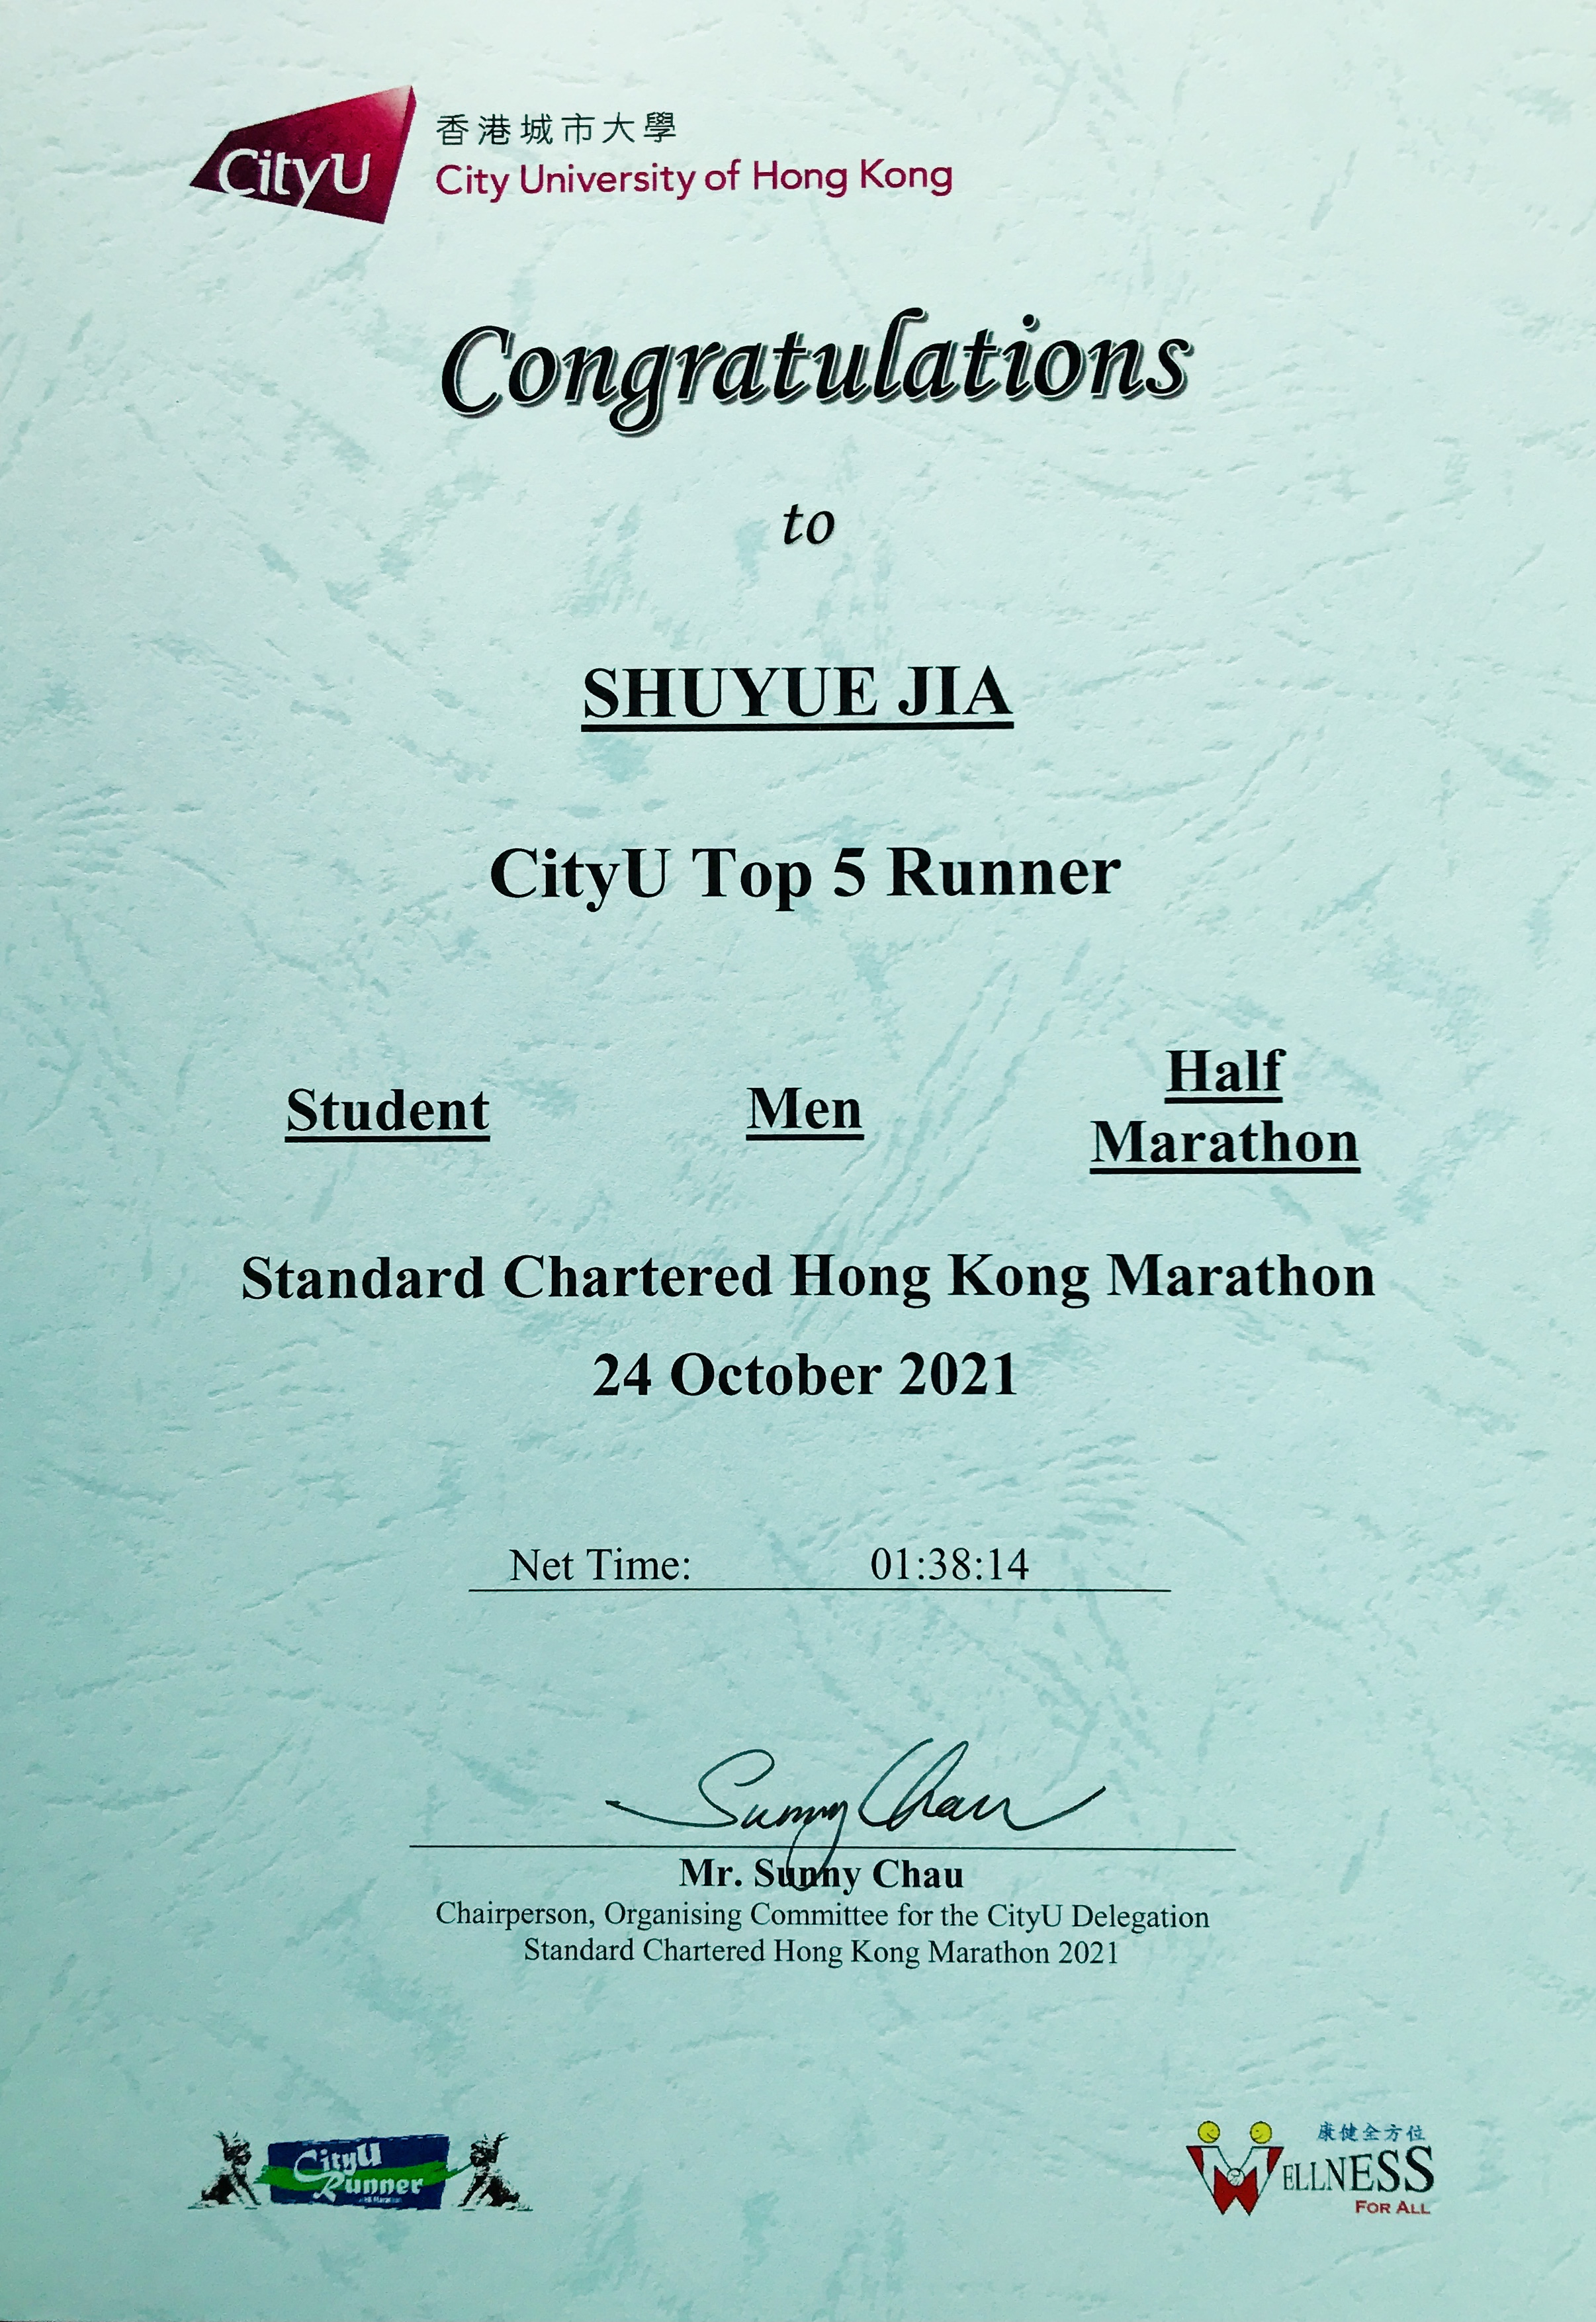 CityU
香港城市大學
City University of Hong Kong
Congratulations
to
SHUYUE JIA
CityU Top 5 Runner
Student Men Half Marathon
Standard Chartered Hong Kong Marathon
24 October 2021
Net Time: 01:38:14
Sunny Chau
Mr. Sunny Chau
Chairperson, Organising Committee for the CityU Delegation
Standard Chartered Hong Kong Marathon 2021
CityU
Runner
康健全方位
WELLNESS
FOR ALL